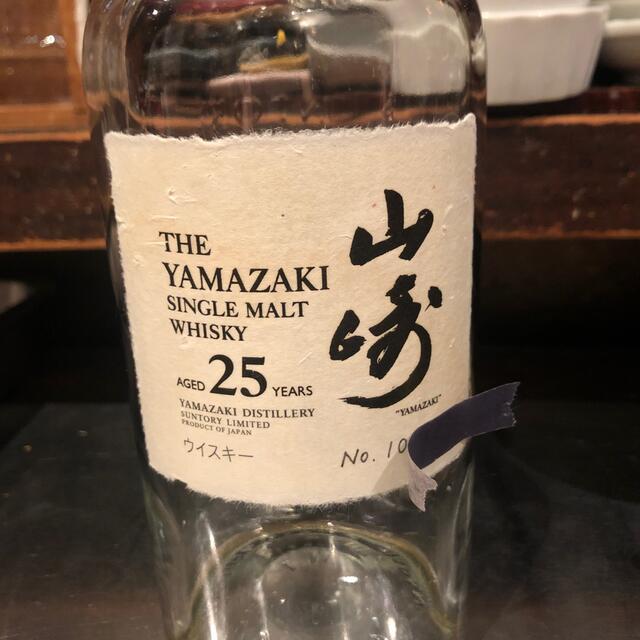 THE
YAMAZAKI
SINGLE MALT
WHISKY
AGED 25 YEARS
YAMAZAKI DISTILLERY
SUNTORY LIMITED
PRODUCT OF JAPAN
ウイスキー
山崎
"YAMAZAKI"
No. 10